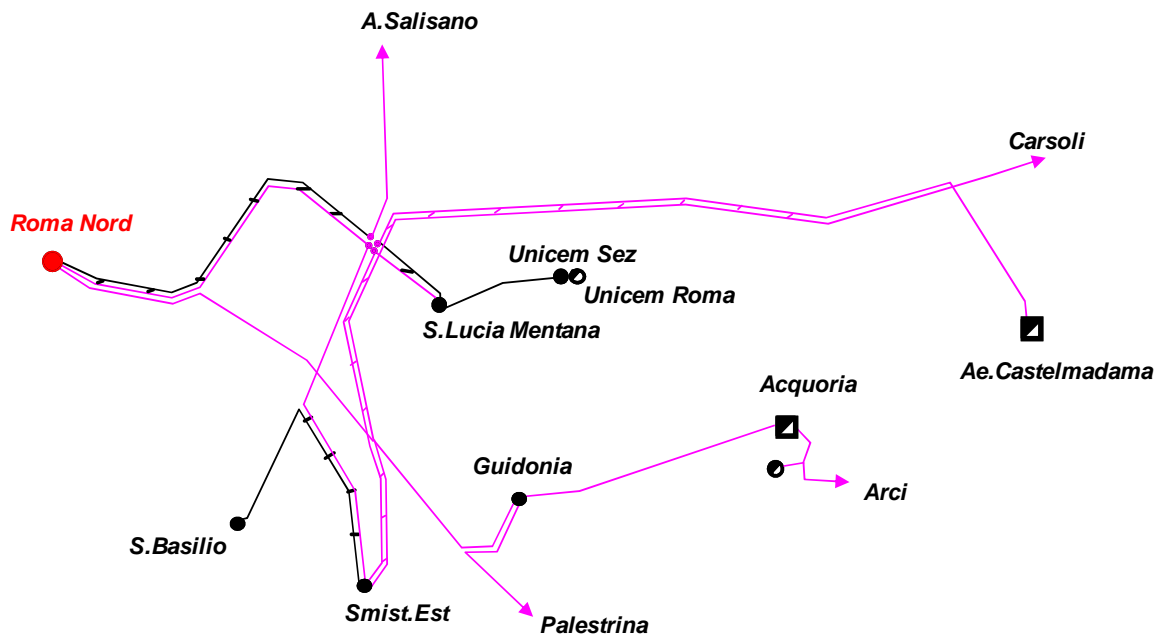 A.Salisano
Carsoli
Roma Nord
Unicem Sez
Unicem Roma
S.Lucia Mentana
Ae.Castelmadama
Acquoria
Guidonia
Arci
S.Basilio
Smist.Est
Palestrina